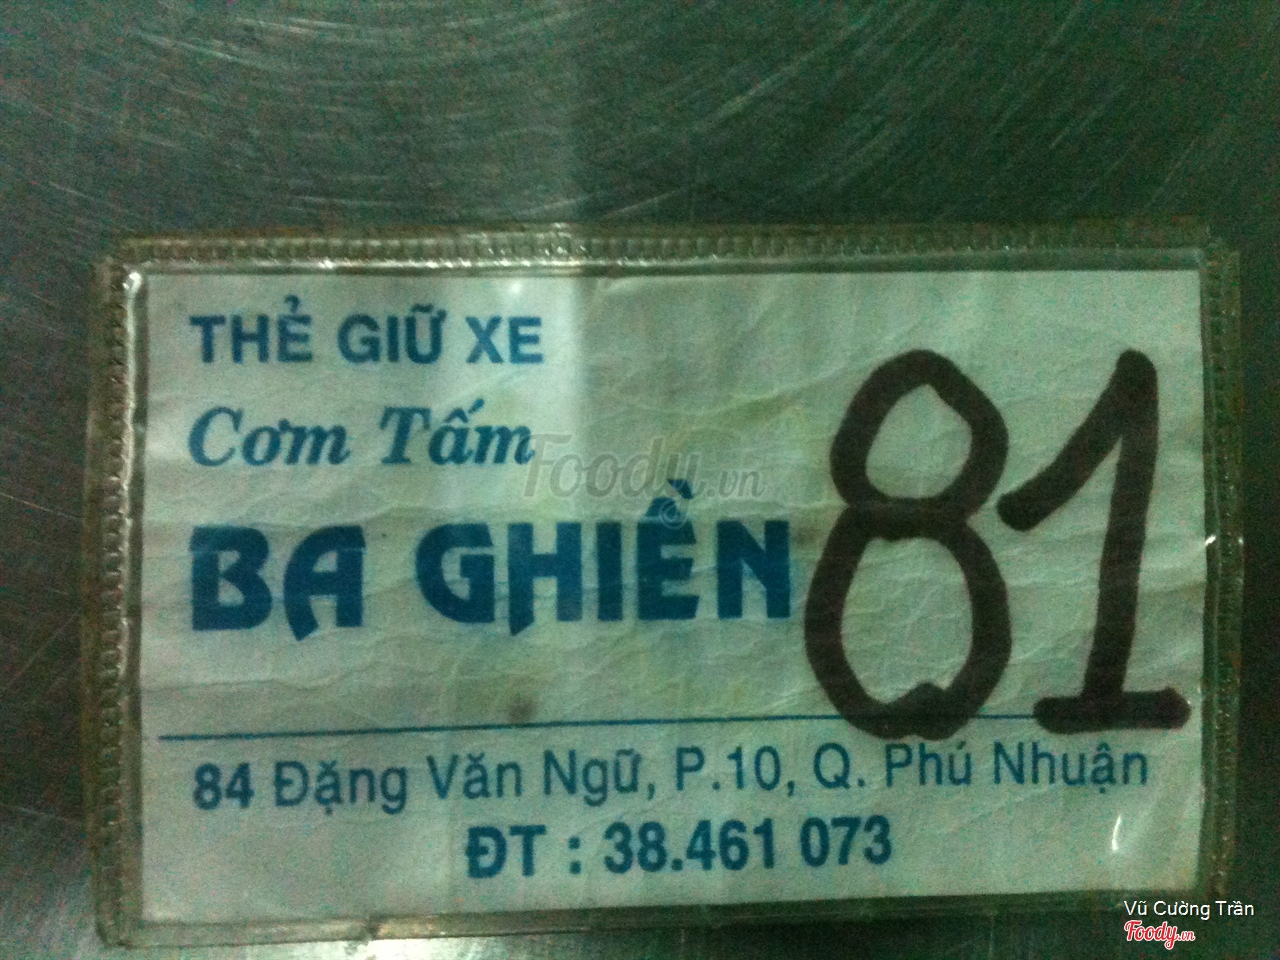 THẺ GIỮ XE
Cơm Tấm
BA GHIỀN
81
84 Đặng Văn Ngữ, P.10, Q. Phú Nhuận
ĐT : 38.461 073
Foody.vn
Vũ Cường Trần
Foody.vn